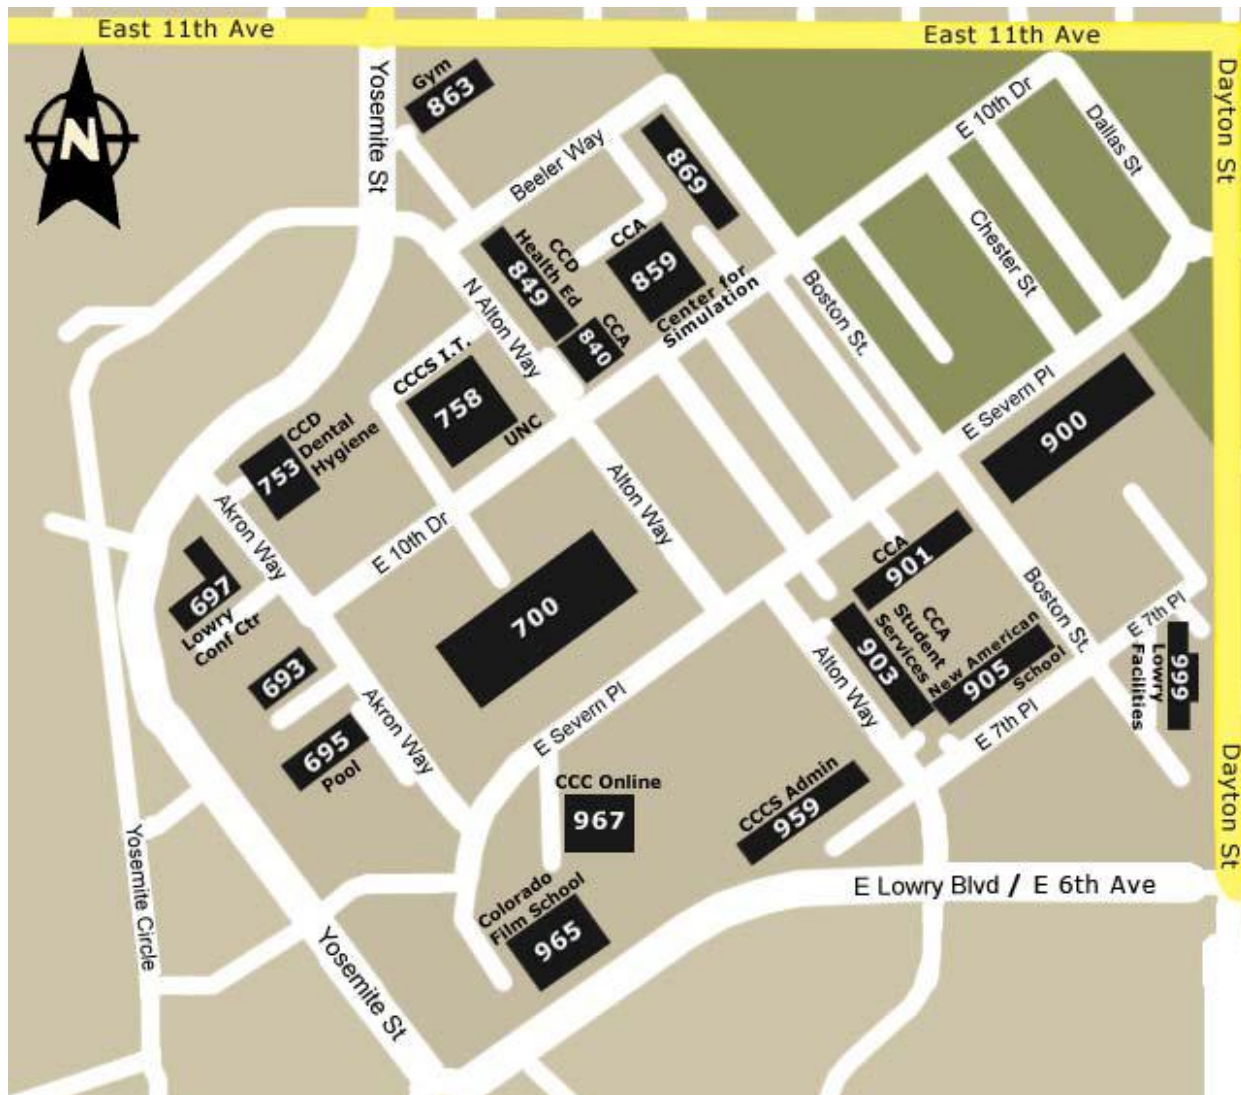 East 11th Ave
East 11th Ave
Yosemite St
Gym
863
Dayton St
E 10th Dr
Dallas St
N
Beeler Way
869
CCA
859
Center for
Simulation
CCD
Health Ed
849
CCA
840
N Alton Way
Chester St
Boston St.
CCCS I.T.
758
UNC
E Severn Pl
900
CCD
Dental
Hygiene
753
Akron Way
E 10th Dr
Alton Way
CCA
901
697
Lowry
Conf Ctr
700
CCA
Student
Services
903
New American
905
School
Boston St.
E 7th Pl
Lowry
Facilities
999
693
Akron Way
695
Pool
E Severn Pl
Alton Way
E 7th Pl
CCC Online
967
CCCS Admin
959
Dayton St
Yosemite Circle
Colorado
Film School
965
E Lowry Blvd / E 6th Ave
Yosemite St